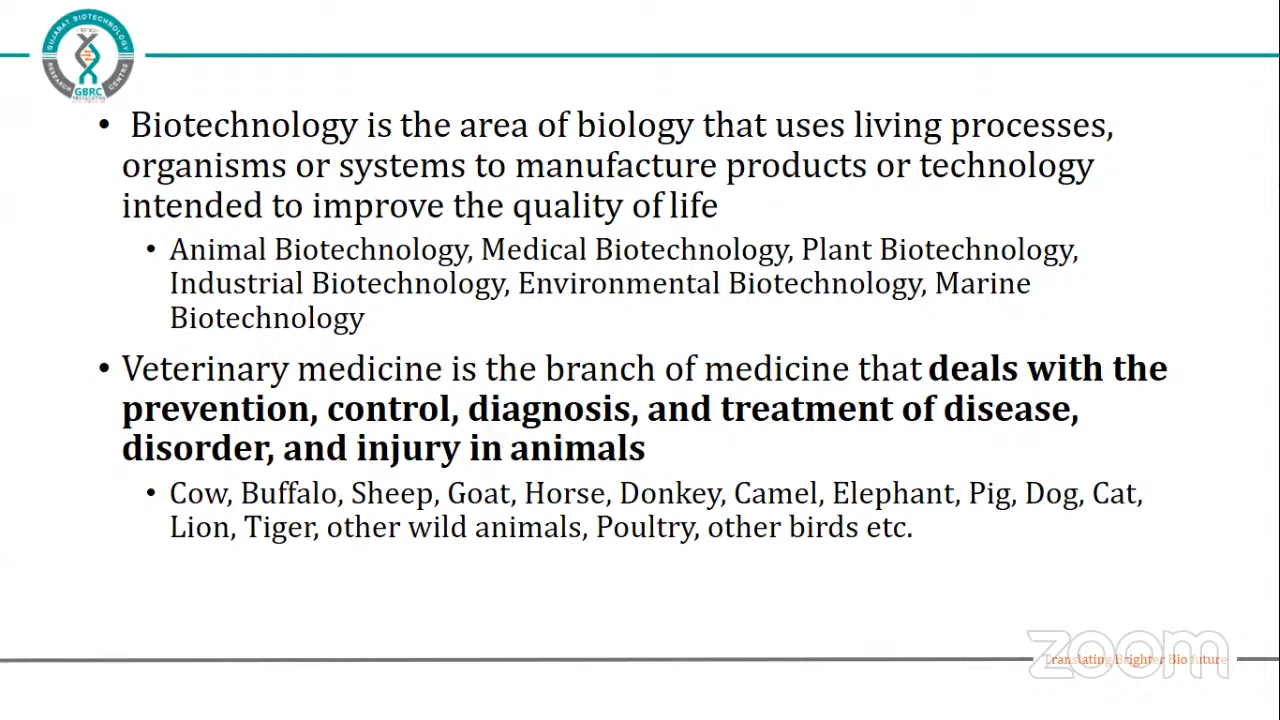 GUJARAT BIOTECHNOLOGY
RESEARCH CENTRE
GBRC
• Biotechnology is the area of biology that uses living processes,
organisms or systems to manufacture products or technology
intended to improve the quality of life
• Animal Biotechnology, Medical Biotechnology, Plant Biotechnology,
Industrial Biotechnology, Environmental Biotechnology, Marine
Biotechnology
• Veterinary medicine is the branch of medicine that deals with the
prevention, control, diagnosis, and treatment of disease,
disorder, and injury in animals
• Cow, Buffalo, Sheep, Goat, Horse, Donkey, Camel, Elephant, Pig, Dog, Cat,
Lion, Tiger, other wild animals, Poultry, other birds etc.
zoom
Translating Brighter Bio future